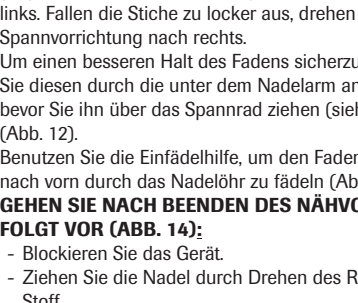 links. Fallen die Stiche zu locker aus, drehen
Spannvorrichtung nach rechts.
Um einen besseren Halt des Fadens sicherzu
Sie diesen durch die unter dem Nadelarm an
bevor Sie ihn über das Spannrad ziehen (sieh
(Abb. 12).
Benutzen Sie die Einfädelhilfe, um den Faden
nach vorn durch das Nadelöhr zu fädeln (Ab
GEHEN SIE NACH BEENDEN DES NÄHVO
FOLGT VOR (ABB. 14):
- Blockieren Sie das Gerät.
- Ziehen Sie die Nadel durch Drehen des R
Stoff